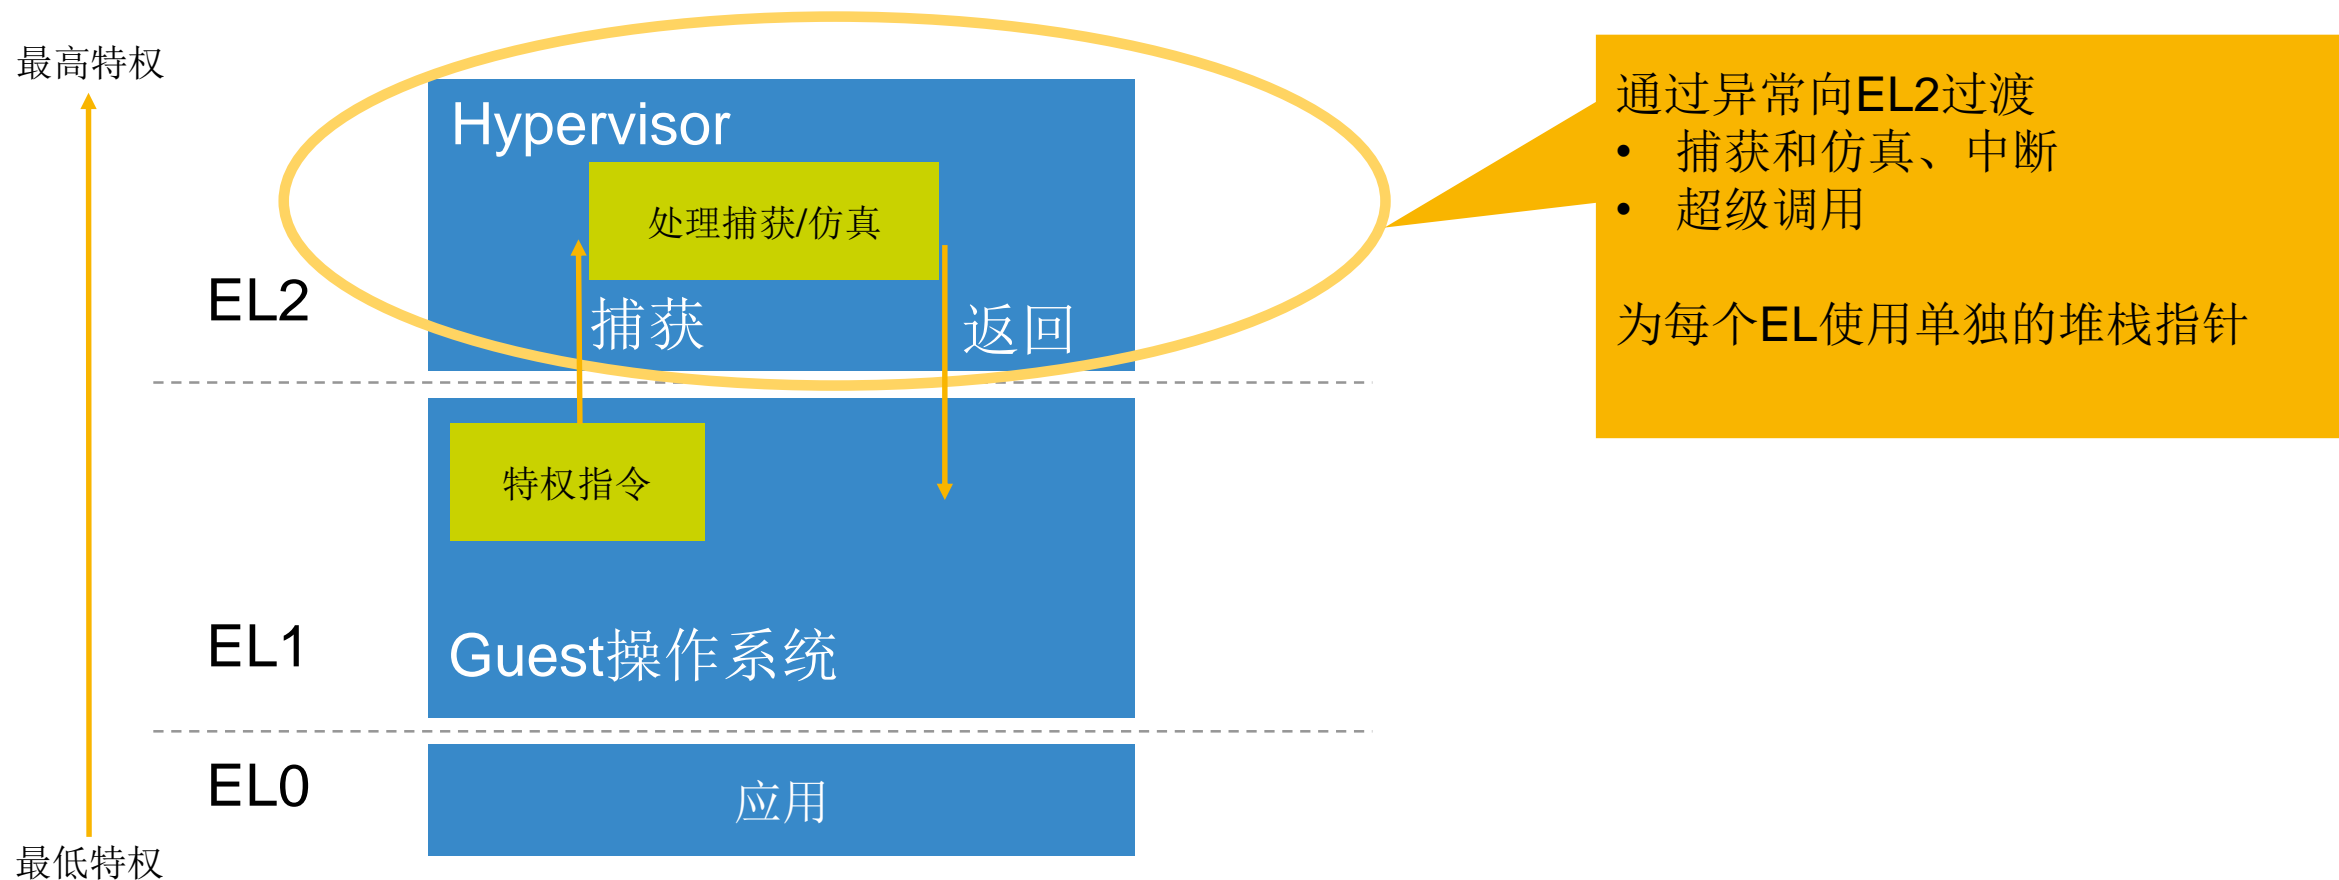 最高特权
Hypervisor
处理捕获/仿真
EL2
捕获
返回
特权指令
EL1
Guest操作系统
EL0
应用
最低特权
通过异常向EL2过渡
• 捕获和仿真、中断
• 超级调用
为每个EL使用单独的堆栈指针